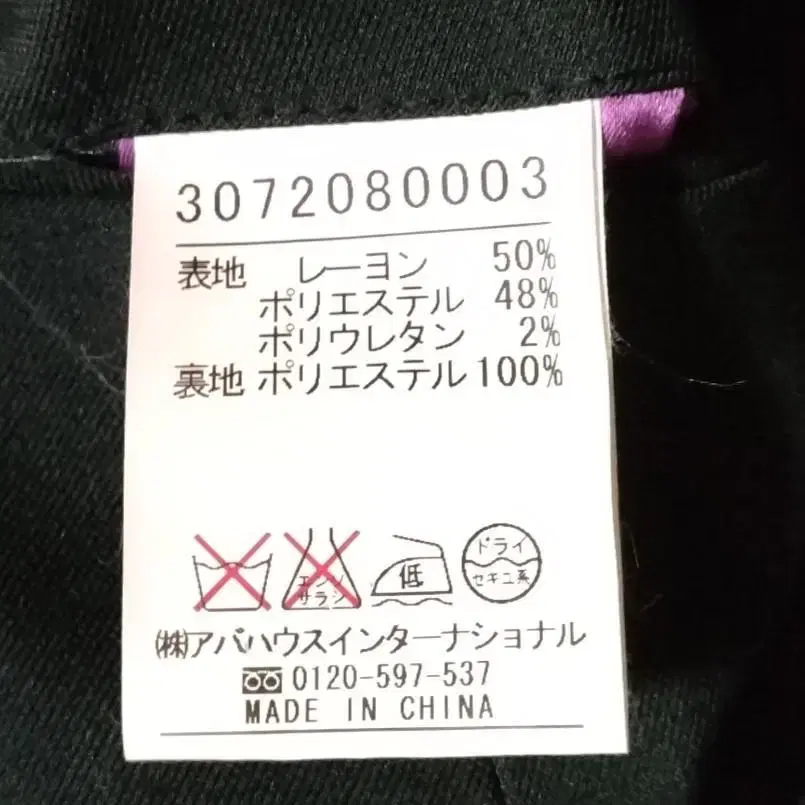 3072080003
表地 レーヨン 50%
ポリエステル 48%
ポリウレタン 2%
裏地 ポリエステル 100%
エンソ
サラシ
低
ドライ
セキユ系
㈱アバハウスインターナショナル
0120-597-537
MADE IN CHINA